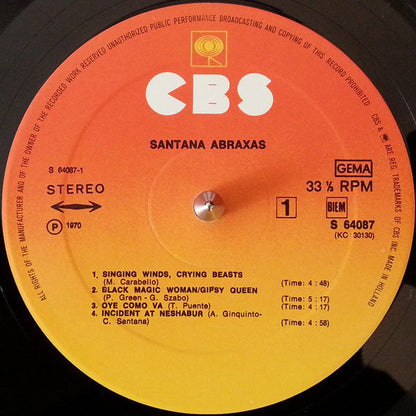 ALL RIGHTS OF THE MANUFACTURER AND OF THE OWNER OF THE RECORDED WORK RESERVED UNAUTHORIZED PUBLIC PERFORMANCE BROADCASTING AND COPYING OF THIS RECORD PROHIBITED
CBS & ARE REG. TRADEMARKS OF CBS INC. MADE IN HOLLAND
CBS
SANTANA ABRAXAS
S 64087-1
STEREO
P 1970
GEMA
33 ⅓ RPM
1 BIEM
S 64087
(KC 30130)
1. SINGING WINDS, CRYING BEASTS
(M. Carabello) (Time: 4:48)
2. BLACK MAGIC WOMAN/GIPSY QUEEN
(P. Green - G. Szabo) (Time: 5:17)
3. OYE COMO VA (T. Puente) (Time: 4:17)
4. INCIDENT AT NESHABUR (A. Ginquinto-
C. Santana) (Time: 4:58)